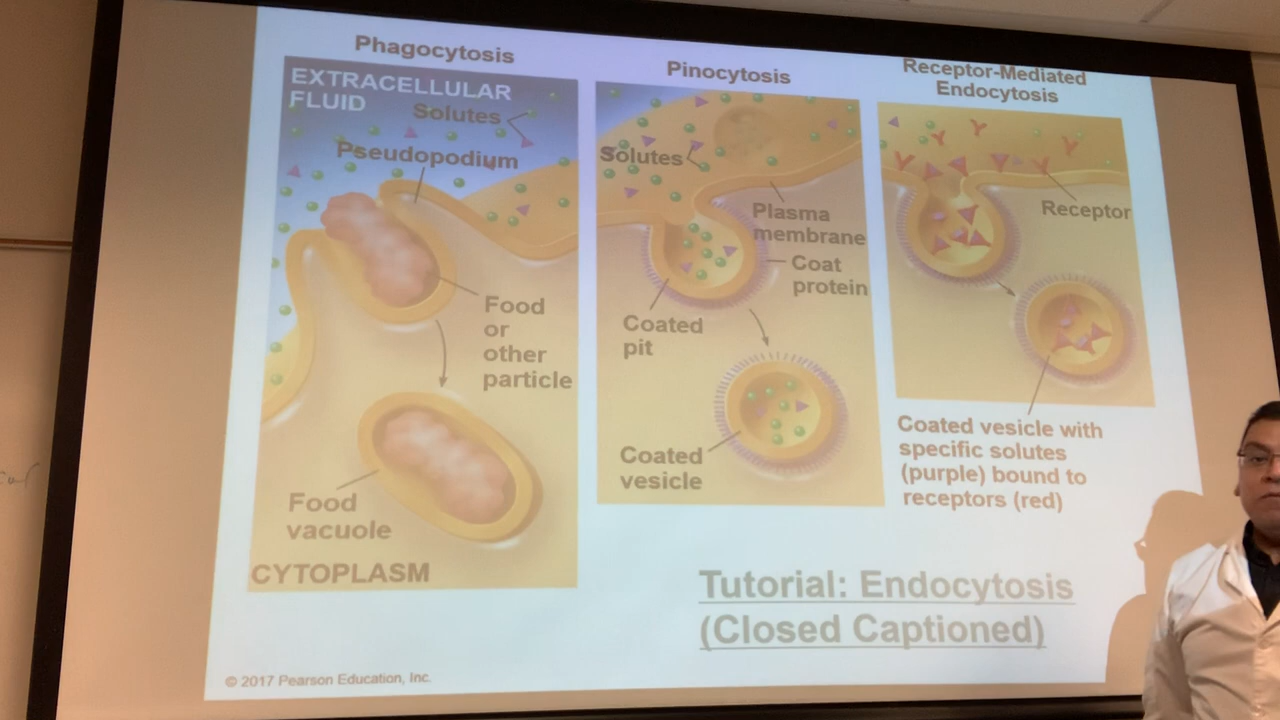 Phagocytosis
EXTRACELLULAR
FLUID
Solutes
Pseudopodium
Food
or
other
particle
Food
vacuole
CYTOPLASM
Pinocytosis
Solutes
Plasma
membrane
Coat
protein
Coated
pit
Coated
vesicle
Receptor-Mediated
Endocytosis
Receptor
Coated vesicle with
specific solutes
(purple) bound to
receptors (red)
Tutorial: Endocytosis
(Closed Captioned)
© 2017 Pearson Education, Inc.